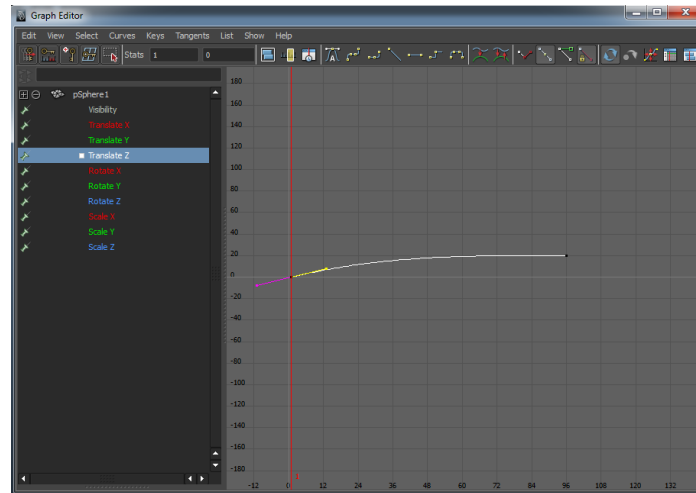 Graph Editor
Edit View Select Curves Keys Tangents List Show Help
Stats 1 0
pSphere1
Visibility
Translate X
Translate Y
Translate Z
Rotate X
Rotate Y
Rotate Z
Scale X
Scale Y
Scale Z
180
160
140
120
100
80
60
40
20
0
-20
-40
-60
-80
-100
-120
-140
-160
-180
1
-12 0 12 24 36 48 60 72 84 96 108 120 132